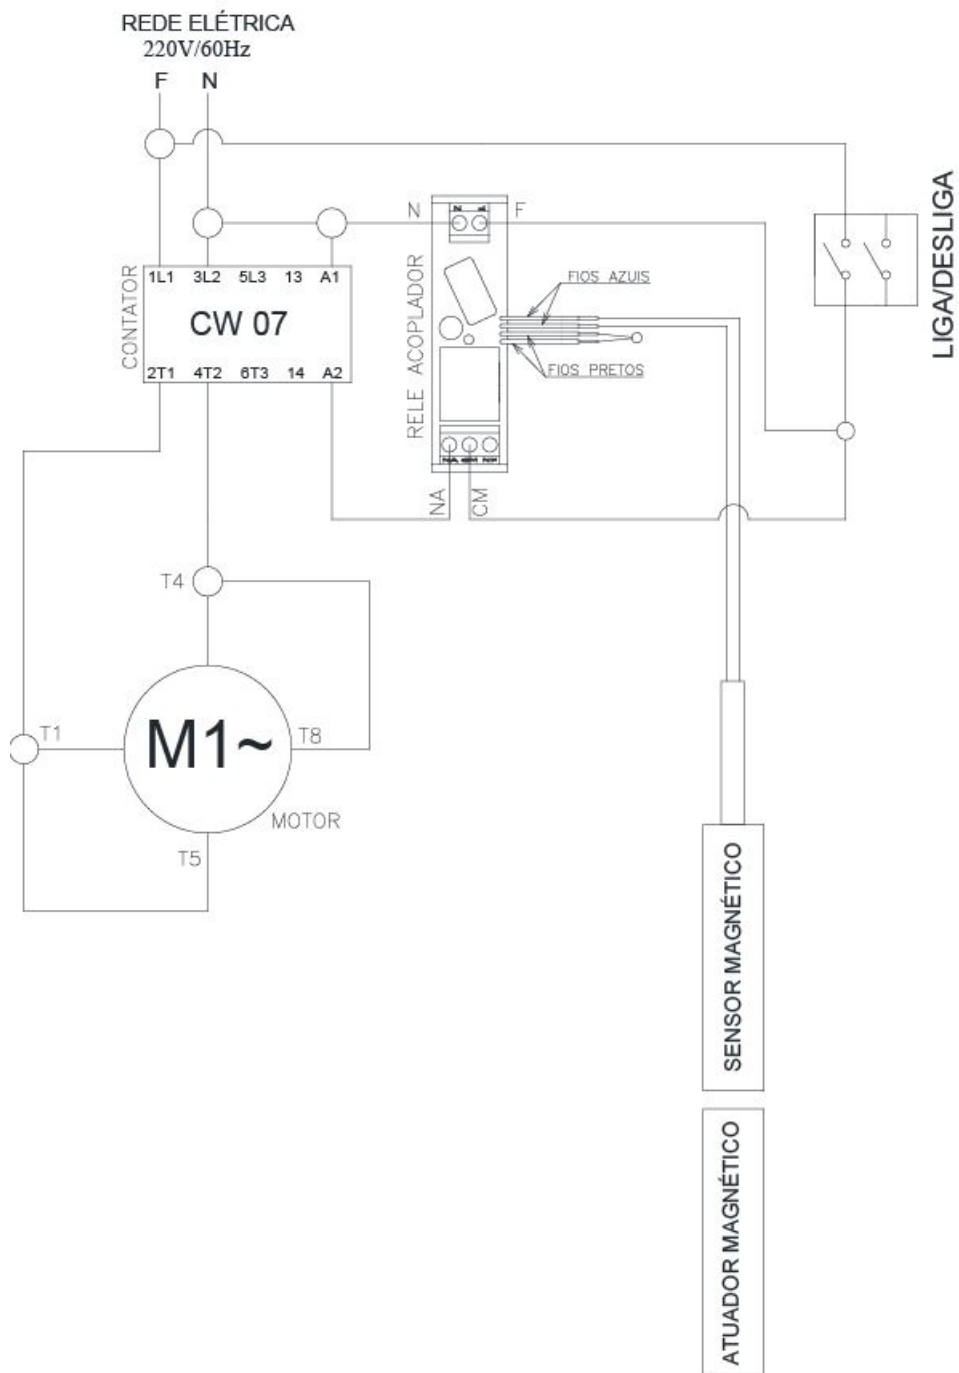 REDE ELÉTRICA
220V/60Hz
F N
LIGA/DESLIGA
N F
CONTATOR
1L1 3L2 5L3 13 A1
CW 07
2T1 4T2 6T3 14 A2
RELE ACOPLADOR
FIOS AZUIS
FIOS PRETOS
NA CM
T4
T1
M1~
T8
MOTOR
T5
SENSOR MAGNÉTICO
ATUADOR MAGNÉTICO